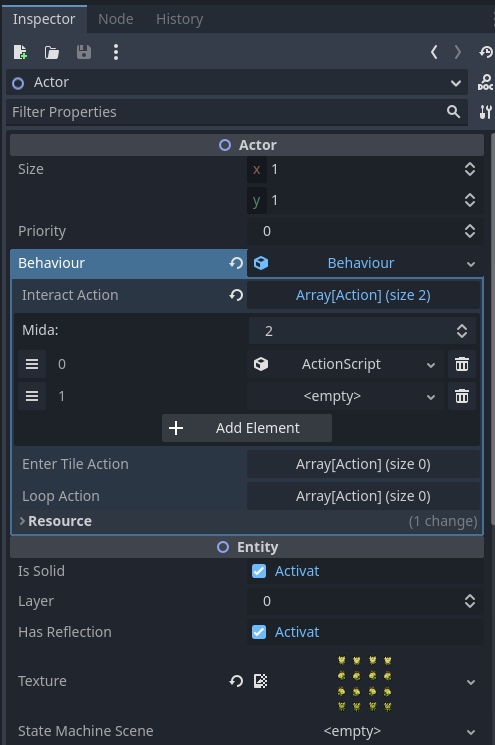 Inspector Node History
Actor
DOC
Filter Properties
Actor
Size x 1
y 1
Priority 0
Behaviour Behaviour
Interact Action Array[Action] (size 2)
Mida: 2
0 ActionScript
1 <empty>
Add Element
Enter Tile Action Array[Action] (size 0)
Loop Action Array[Action] (size 0)
Resource (1 change)
Entity
Is Solid Activat
Layer 0
Has Reflection Activat
Texture
State Machine Scene <empty>